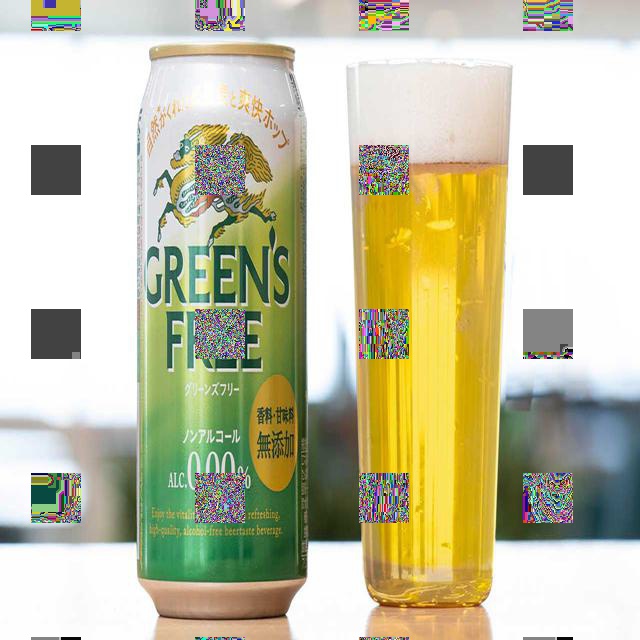 自然がくれた
と爽快ホップ
GREEN'S
FREE
グリーンズフリー
香料・甘味料
無添加
ノンアルコール
ALC.0.00%
Enjoy the refreshing,
high-quality, alcohol-free beertaste beverage.